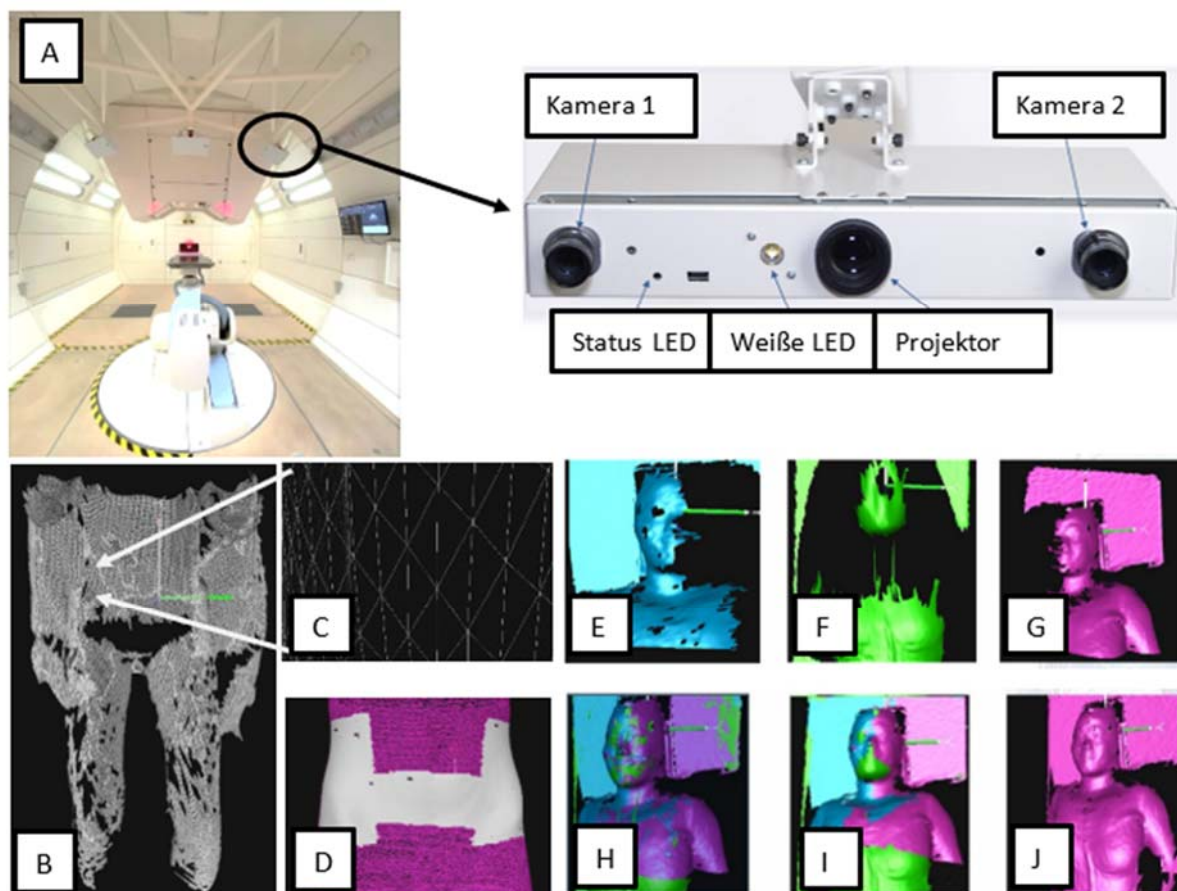 A
Kamera 1
Kamera 2
Status LED
Weiße LED
Projektor
C
E
F
G
B
D
H
I
J